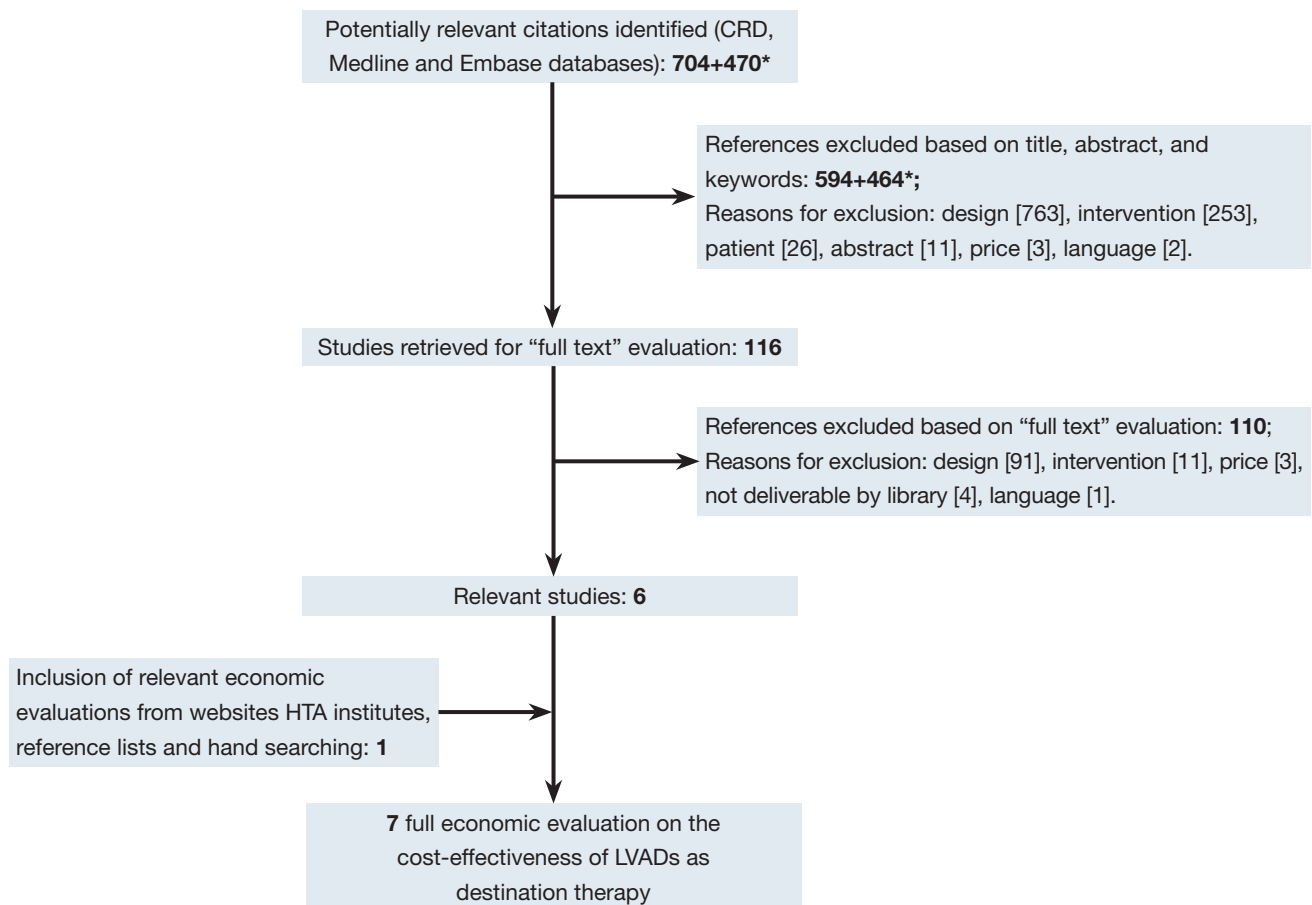 Potentially relevant citations identified (CRD,
Medline and Embase databases): 704+470*
References excluded based on title, abstract, and
keywords: 594+464*;
Reasons for exclusion: design [763], intervention [253],
patient [26], abstract [11], price [3], language [2].
Studies retrieved for “full text” evaluation: 116
References excluded based on “full text” evaluation: 110;
Reasons for exclusion: design [91], intervention [11], price [3],
not deliverable by library [4], language [1].
Relevant studies: 6
Inclusion of relevant economic
evaluations from websites HTA institutes,
reference lists and hand searching: 1
7 full economic evaluation on the
cost-effectiveness of LVADs as
destination therapy